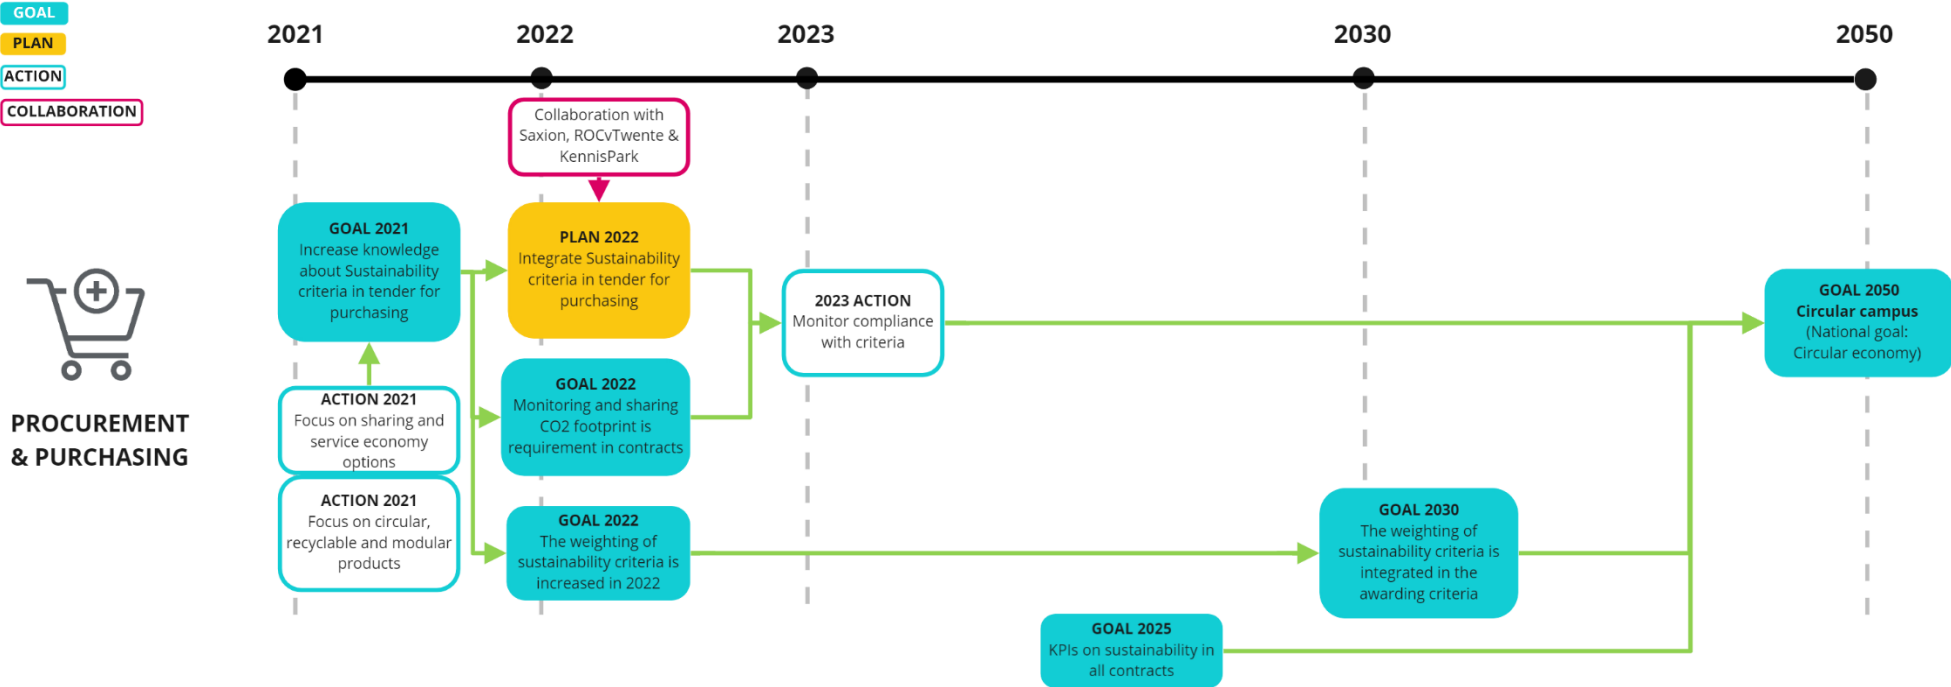 GOAL
PLAN
ACTION
COLLABORATION
2021
2022
2023
2030
2050
Collaboration with
Saxion, ROCvTwente &
KennisPark
GOAL 2021
Increase knowledge
about Sustainability
criteria in tender for
purchasing
PLAN 2022
Integrate Sustainability
criteria in tender for
purchasing
2023 ACTION
Monitor compliance
with criteria
GOAL 2050
Circular campus
(National goal:
Circular economy)
PROCUREMENT
& PURCHASING
ACTION 2021
Focus on sharing and
service economy
options
GOAL 2022
Monitoring and sharing
CO2 footprint is
requirement in contracts
ACTION 2021
Focus on circular,
recyclable and modular
products
GOAL 2022
The weighting of
sustainability criteria is
increased in 2022
GOAL 2030
The weighting of
sustainability criteria is
integrated in the
awarding criteria
GOAL 2025
KPIs on sustainability in
all contracts